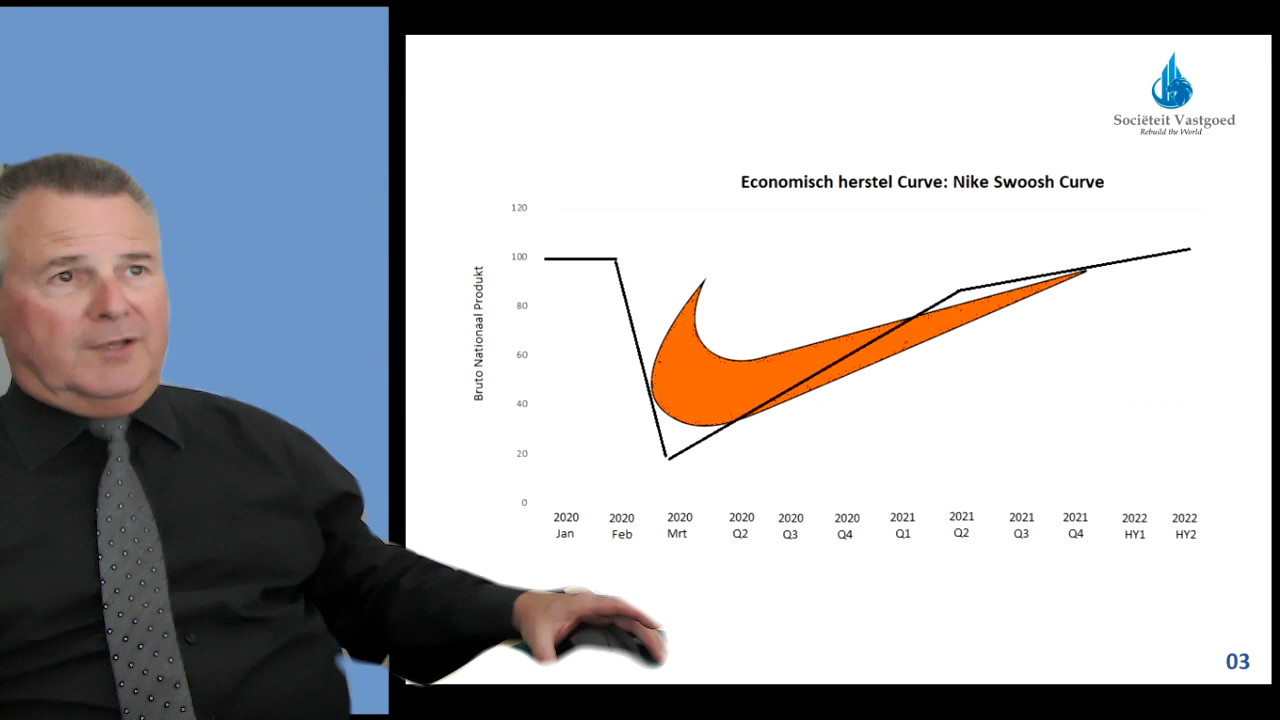 Sociëteit Vastgoed
Rebuild the World
Economisch herstel Curve: Nike Swoosh Curve
Bruto Nationaal Produkt
120
100
80
60
40
20
0
2020 2020 2020 2020 2020 2020 2021 2021 2021 2021 2022 2022
Jan Feb Mrt Q2 Q3 Q4 Q1 Q2 Q3 Q4 HY1 HY2
03